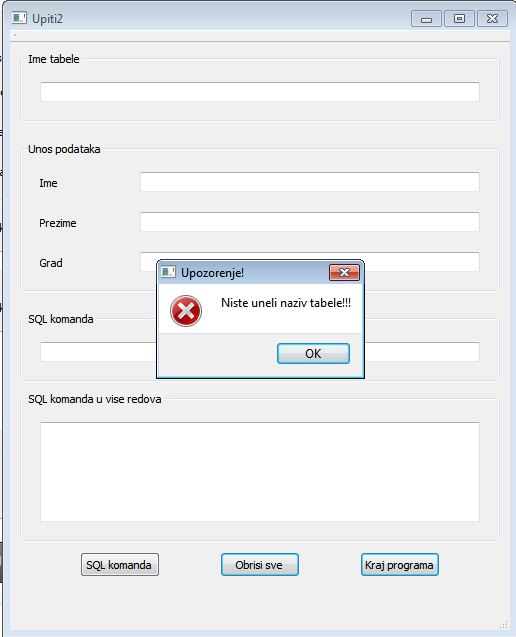 Upiti2
Ime tabele
Unos podataka
Ime
Prezime
Grad
Upozorenje!
Niste uneli naziv tabele!!!
OK
SQL komanda
SQL komanda u vise redova
SQL komanda
Obrisi sve
Kraj programa